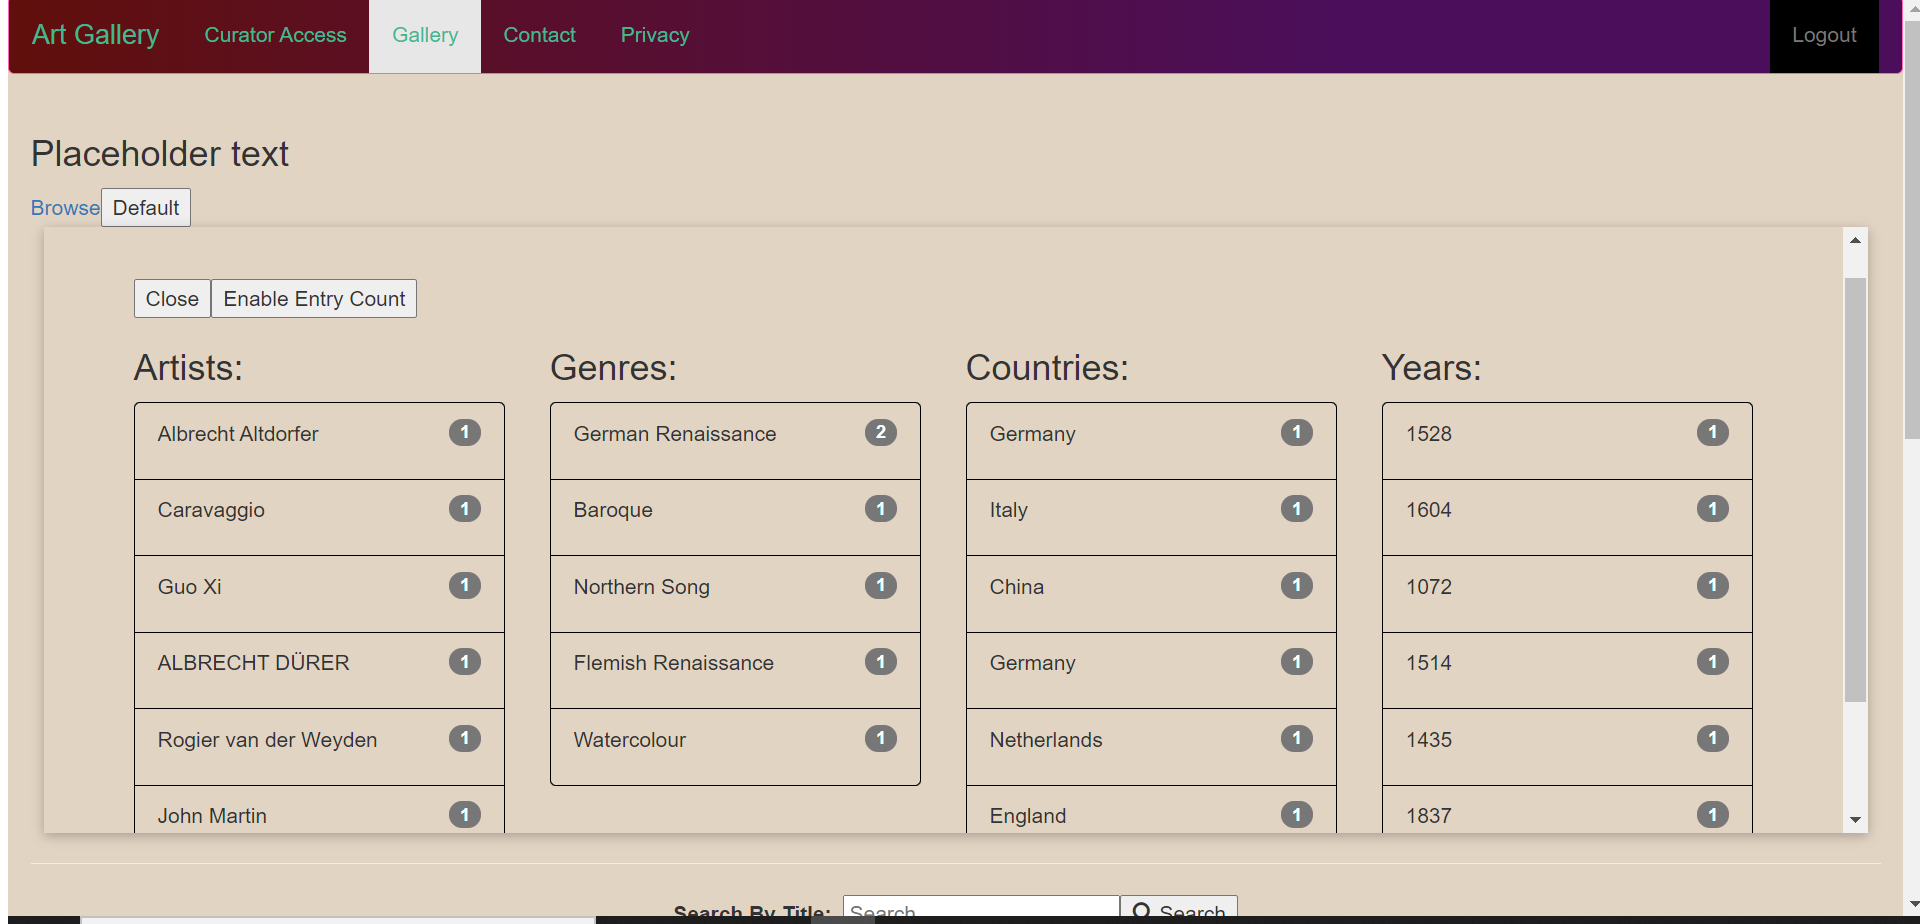 Art Gallery Curator Access Gallery Contact Privacy Logout
Placeholder text
Browse Default
Close Enable Entry Count
Artists: Genres: Countries: Years:
Albrecht Altdorfer 1 German Renaissance 2 Germany 1 1528 1
Caravaggio 1 Baroque 1 Italy 1 1604 1
Guo Xi 1 Northern Song 1 China 1 1072 1
ALBRECHT DÜRER 1 Flemish Renaissance 1 Germany 1 1514 1
Rogier van der Weyden 1 Watercolour 1 Netherlands 1 1435 1
John Martin 1 England 1 1837 1
Search By Title: Search Search